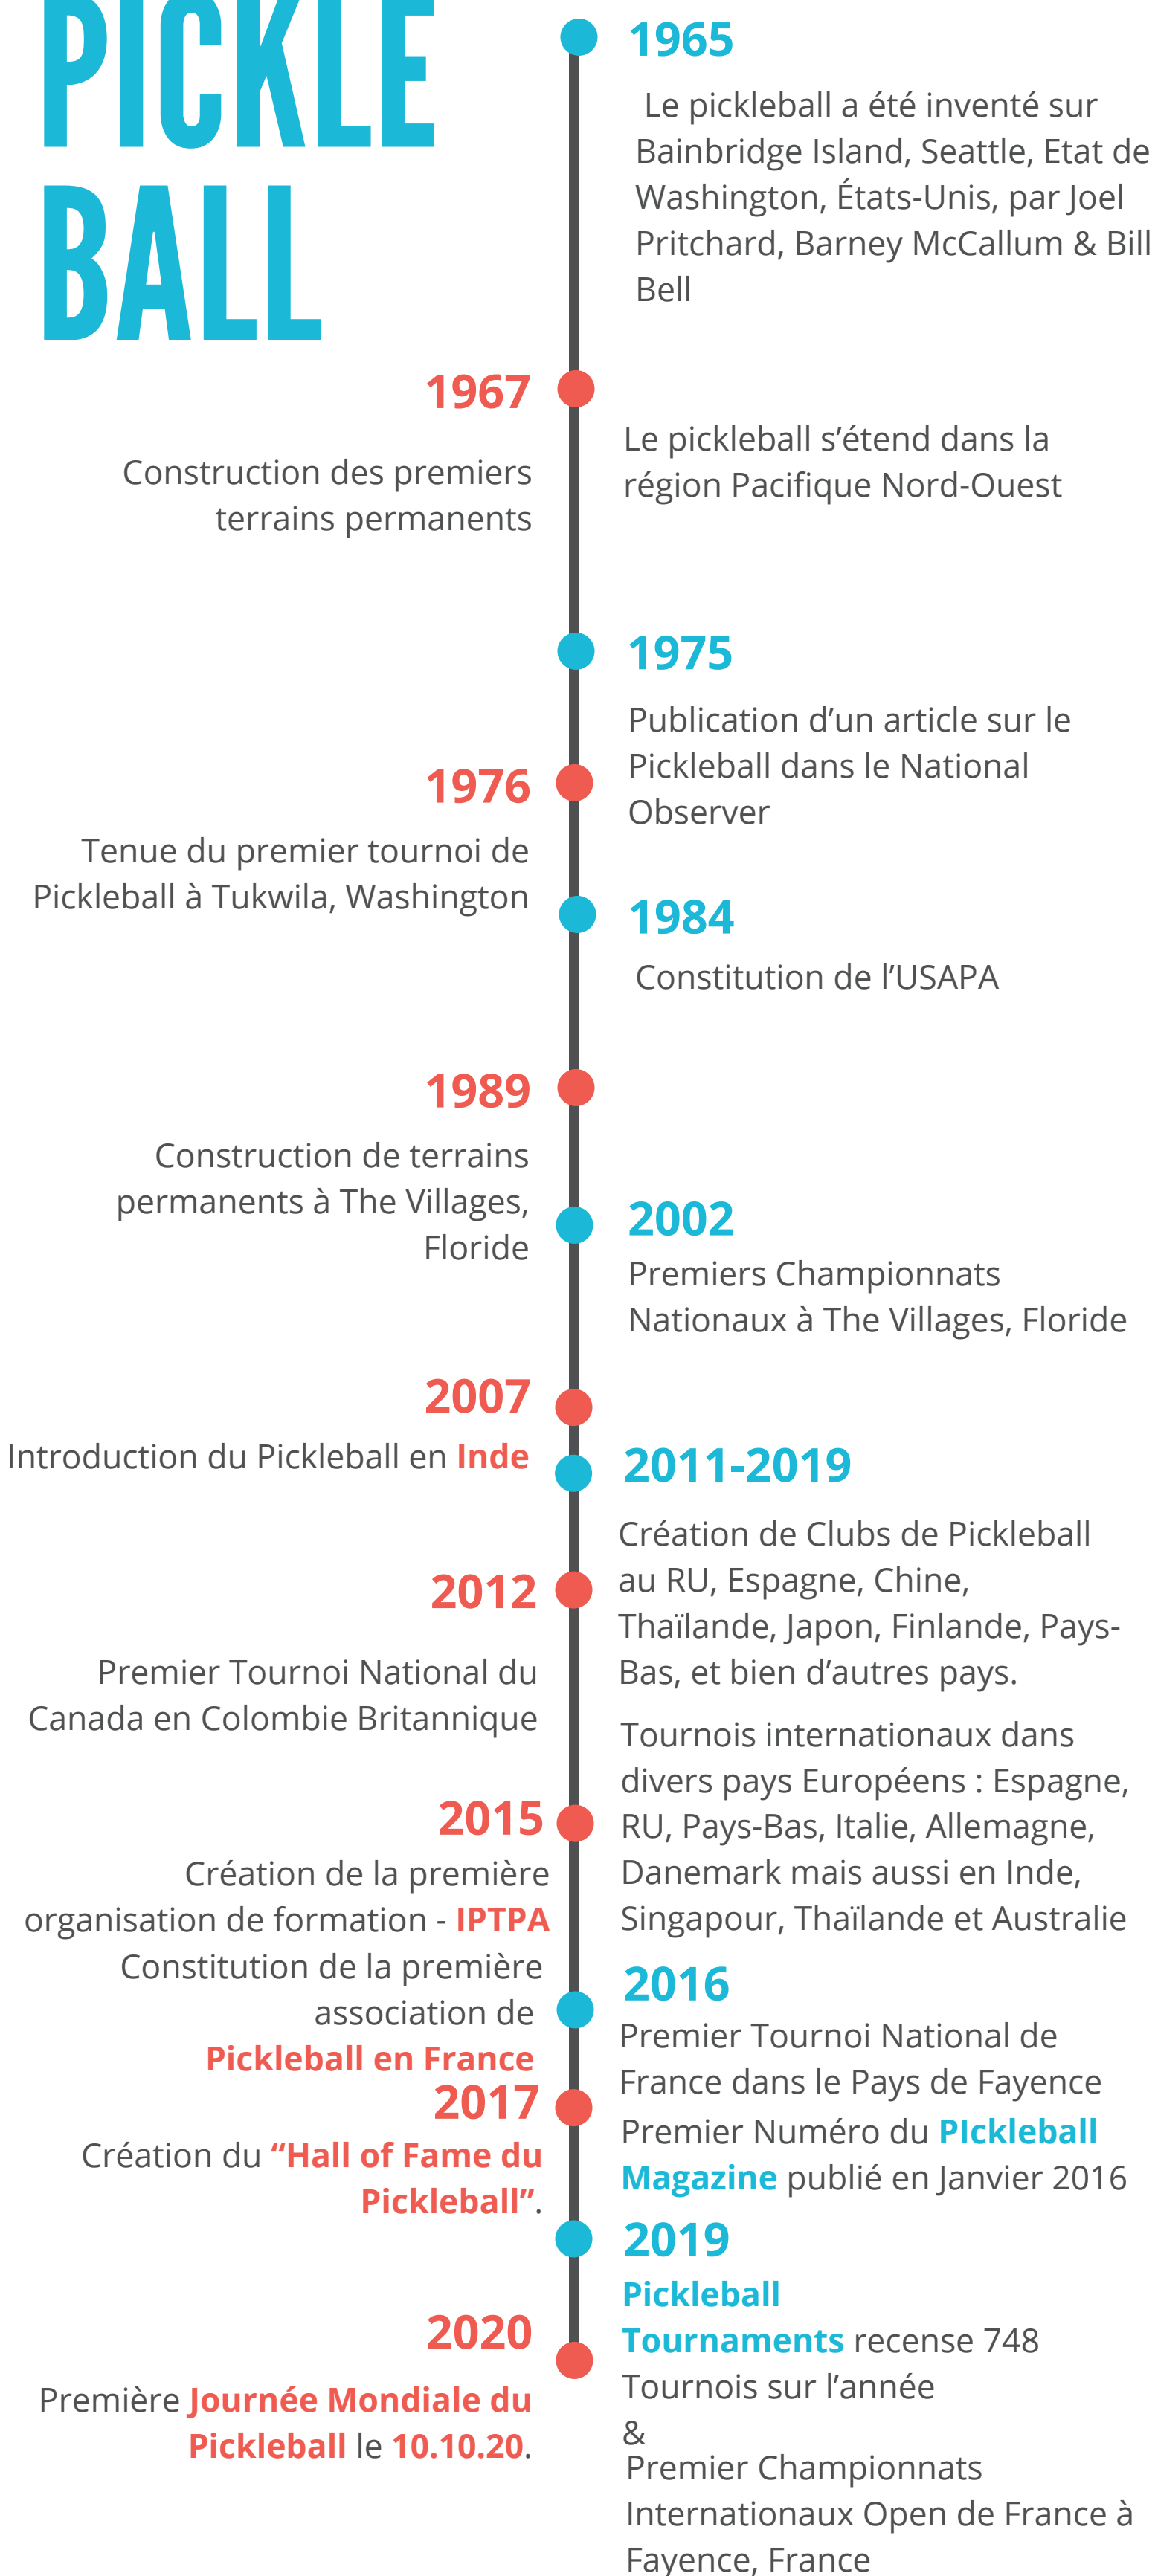 PICKLE
BALL
1965
Le pickleball a été inventé sur
Bainbridge Island, Seattle, Etat de
Washington, États-Unis, par Joel
Pritchard, Barney McCallum & Bill
Bell
1967
Construction des premiers
terrains permanents
Le pickleball s’étend dans la
région Pacifique Nord-Ouest
1975
Publication d’un article sur le
Pickleball dans le National
Observer
1976
Tenue du premier tournoi de
Pickleball à Tukwila, Washington
1984
Constitution de l’USAPA
1989
Construction de terrains
permanents à The Villages,
Floride
2002
Premiers Championnats
Nationaux à The Villages, Floride
2007
Introduction du Pickleball en Inde
2011-2019
Création de Clubs de Pickleball
au RU, Espagne, Chine,
Thaïlande, Japon, Finlande, Pays-
Bas, et bien d’autres pays.
Tournois internationaux dans
divers pays Européens : Espagne,
RU, Pays-Bas, Italie, Allemagne,
Danemark mais aussi en Inde,
Singapour, Thaïlande et Australie
2012
Premier Tournoi National du
Canada en Colombie Britannique
2015
Création de la première
organisation de formation - IPTPA
Constitution de la première
association de
Pickleball en France
2016
Premier Tournoi National de
France dans le Pays de Fayence
Premier Numéro du PIckleball
Magazine publié en Janvier 2016
2017
Création du “Hall of Fame du
Pickleball”.
2019
Pickleball
Tournaments recense 748
Tournois sur l’année
&
Premier Championnats
Internationaux Open de France à
Fayence, France
2020
Première Journée Mondiale du
Pickleball le 10.10.20.